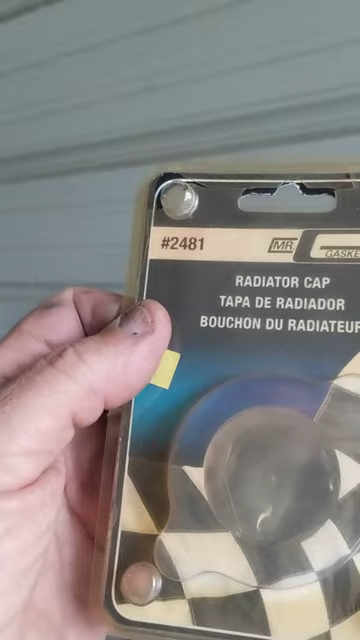 #2481
MR. GASKE
RADIATOR CAP
TAPA DE RADIADOR
BOUCHON DU RADIATEUR